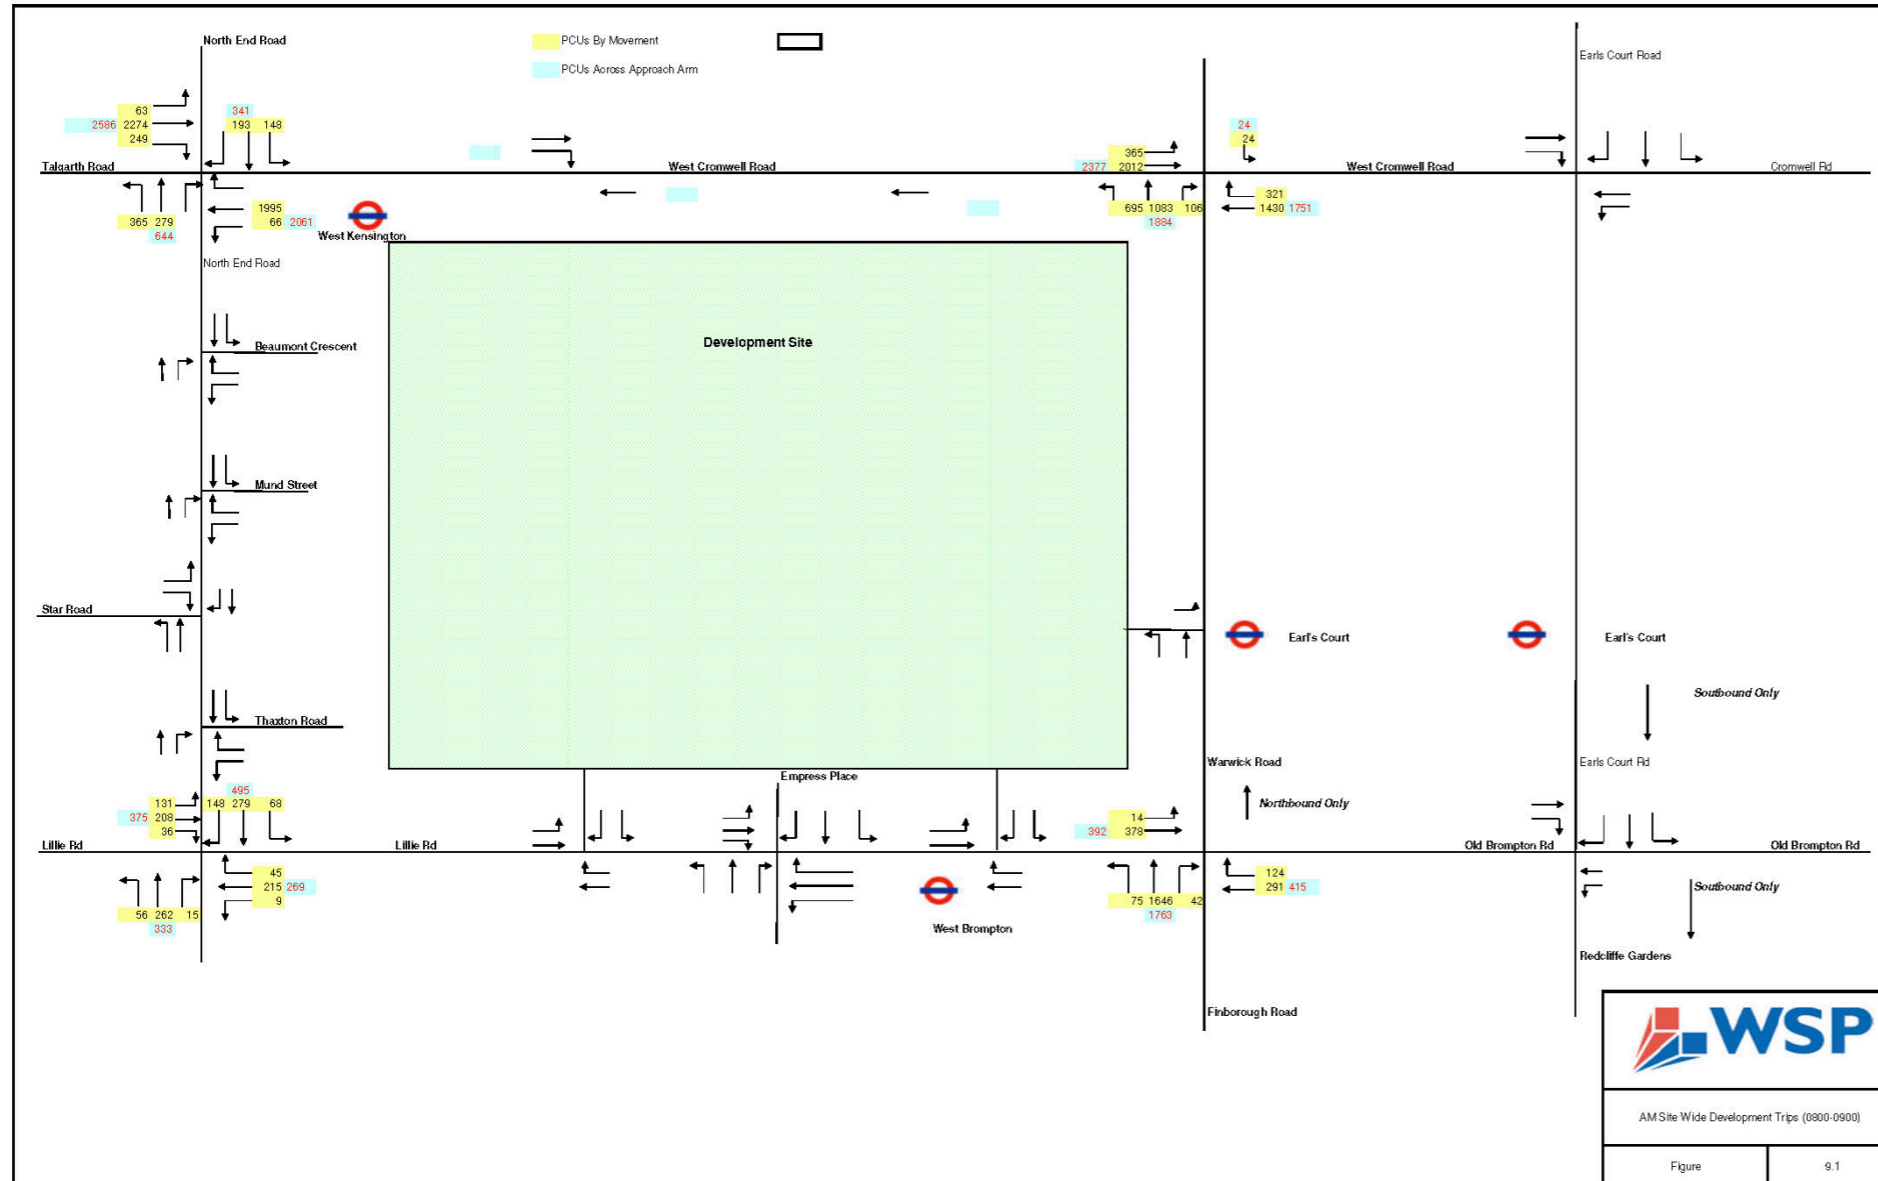 North End Road
PCUs By Movement
PCUs Across Approach Arm
Earls Court Road
63
2586 2274
249
341
193 148
24
24
365
2377 2012
Talgarth Road
West Cromwell Road
West Cromwell Road
Cromwell Rd
365 279
644
1995
66 2061
West Kensington
695 1083 106
1884
321
1430 1751
North End Road
Development Site
Beaumont Crescent
Mund Street
Star Road
Earl's Court
Earl's Court
Southbound Only
Thaxton Road
Empress Place
Warwick Road
Earls Court Rd
Northbound Only
495
131
375 208
36
148 279 68
14
392 378
Lillie Rd
Lillie Rd
Old Brompton Rd
Old Brompton Rd
45
215 269
9
56 262 15
333
West Brompton
75 1646 42
1763
124
291 415
Southbound Only
Redcliffe Gardens
Finborough Road
WSP
AM Site Wide Development Trips (0800-0900)
Figure 9.1